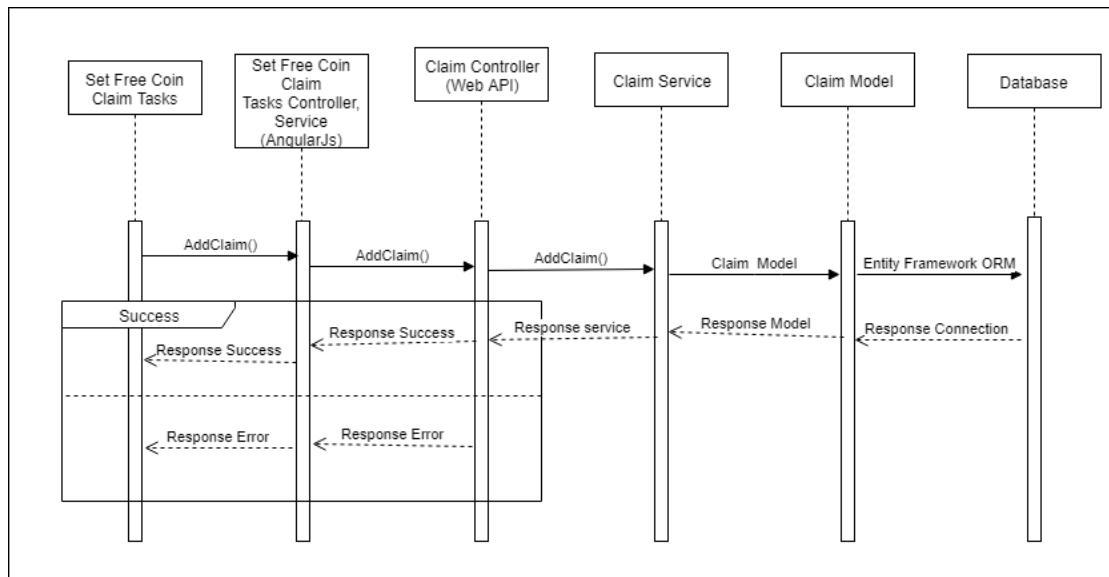 Set Free Coin
Claim Tasks
Set Free Coin
Claim
Tasks Controller,
Service
(AngularJs)
Claim Controller
(Web API)
Claim Service
Claim Model
Database
AddClaim()
AddClaim()
AddClaim()
Claim Model
Entity Framework ORM
Success
Response Success
Response Success
Response service
Response Model
Response Connection
Response Error
Response Error